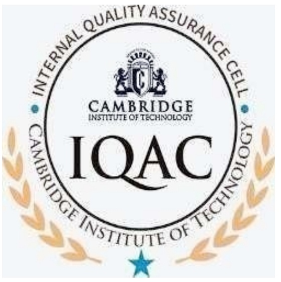 INTERNAL QUALITY ASSURANCE CELL
C
CAMBRIDGE
INSTITUTE OF TECHNOLOGY
IQAC
CAMBRIDGE INSTITUTE OF TECHNOLOGY